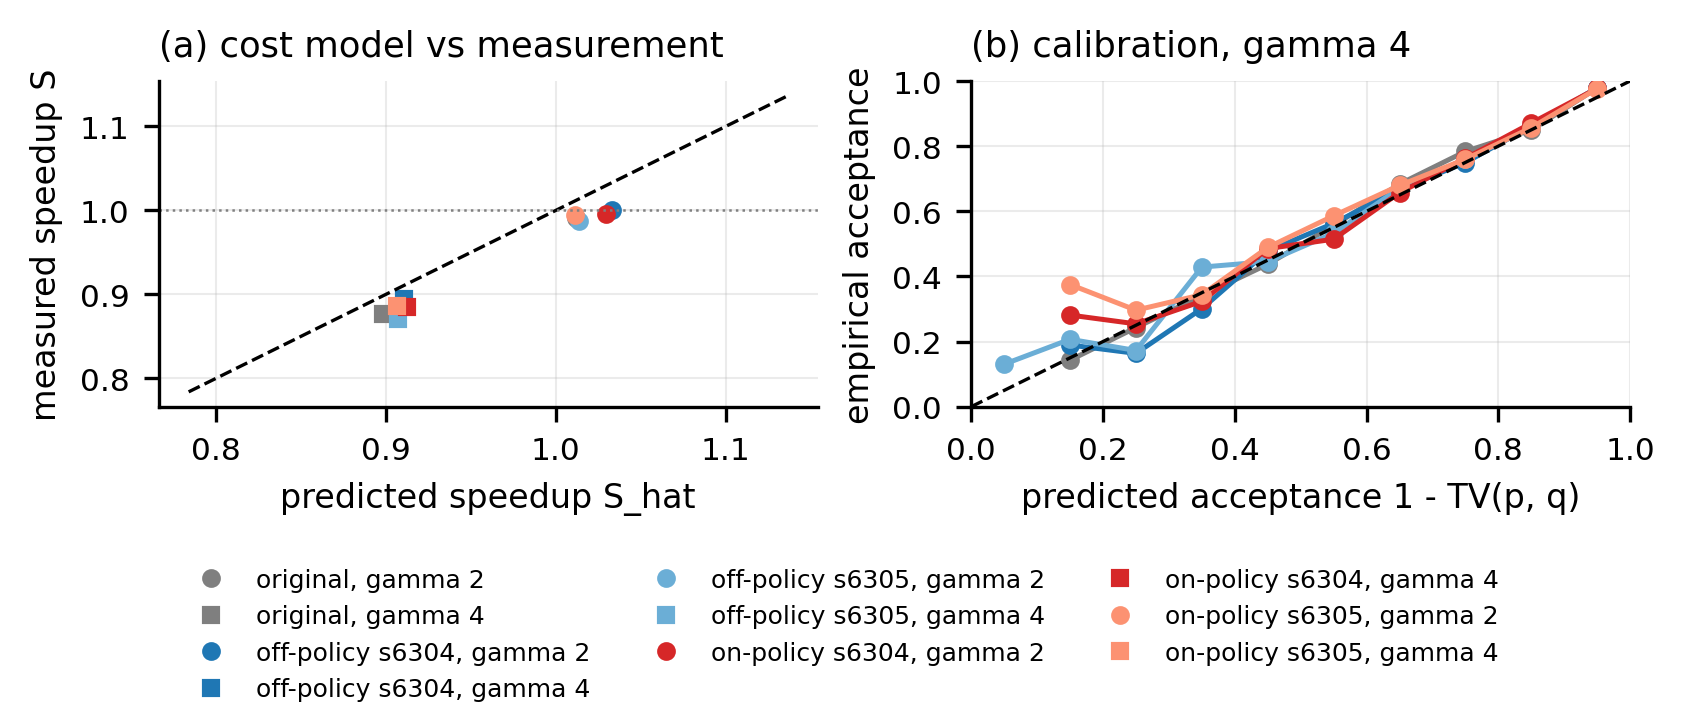 (a) cost model vs measurement
measured speedup S
1.1
1.0
0.9
0.8
0.8 0.9 1.0 1.1
predicted speedup S_hat
(b) calibration, gamma 4
empirical acceptance
1.0
0.8
0.6
0.4
0.2
0.0
0.0 0.2 0.4 0.6 0.8 1.0
predicted acceptance 1 - TV(p, q)
original, gamma 2
original, gamma 4
off-policy s6304, gamma 2
off-policy s6304, gamma 4
off-policy s6305, gamma 2
off-policy s6305, gamma 4
on-policy s6304, gamma 2
on-policy s6304, gamma 4
on-policy s6305, gamma 2
on-policy s6305, gamma 4